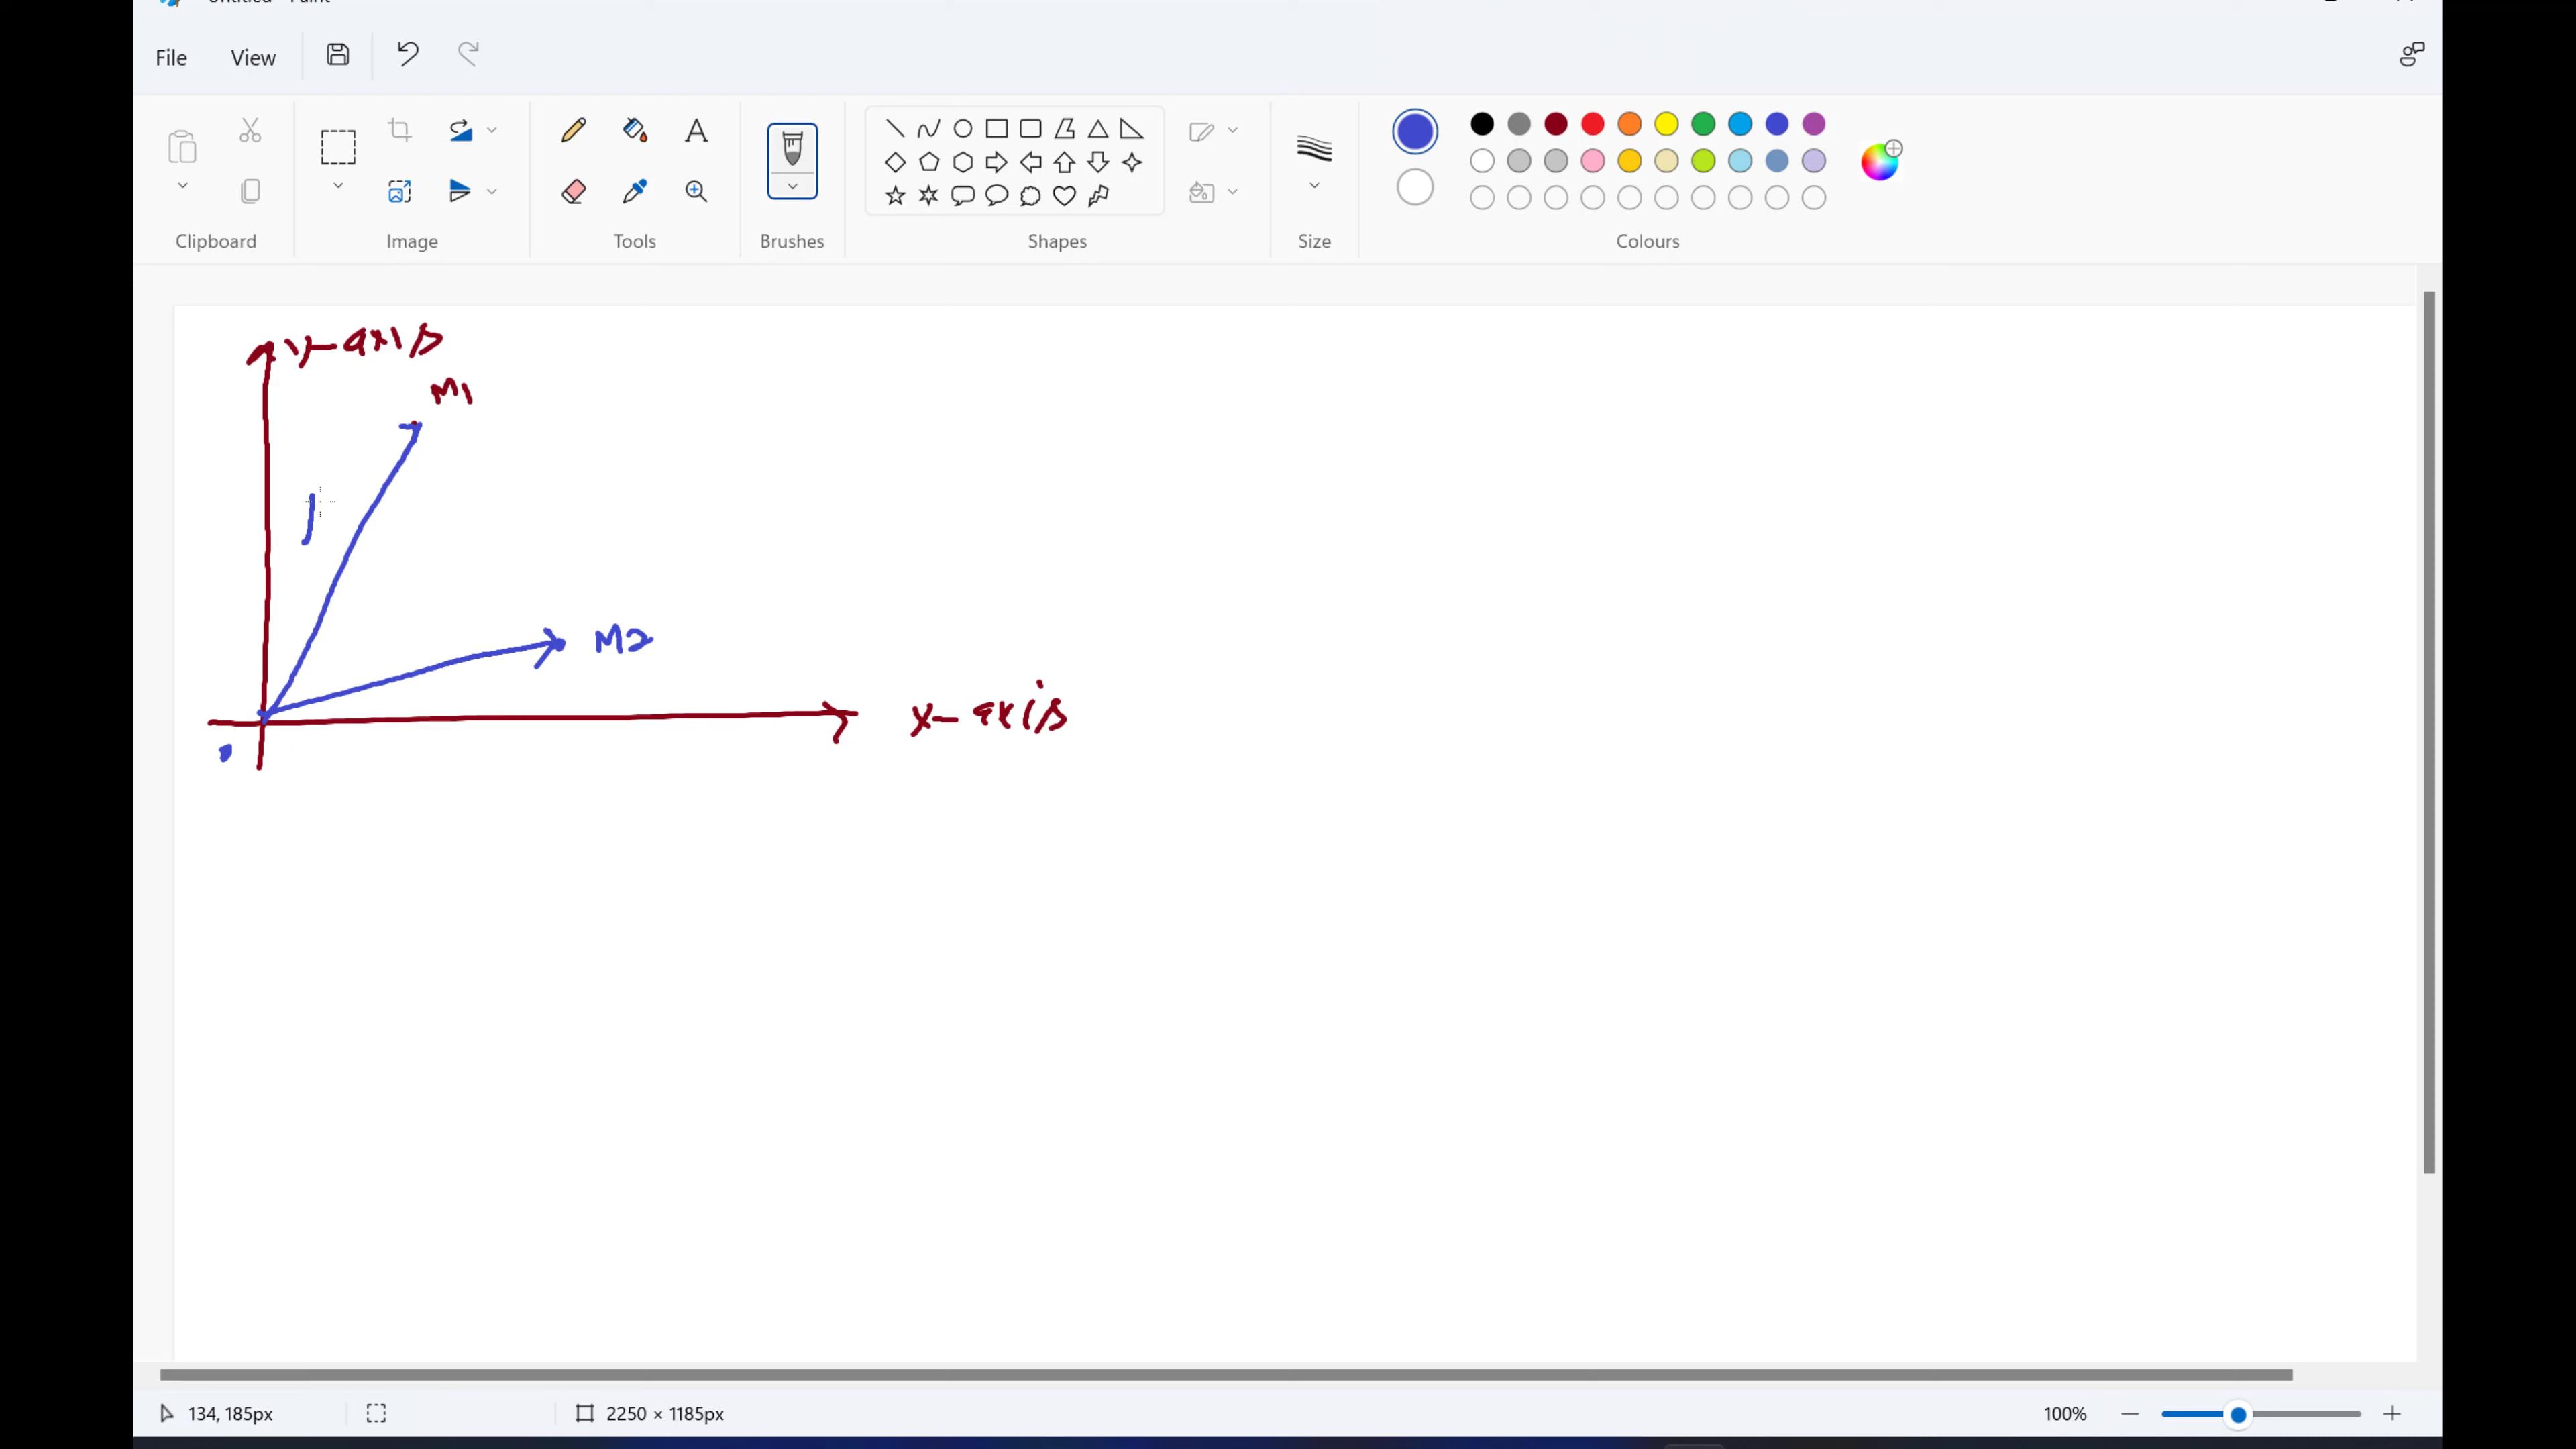 File View
Clipboard Image Tools Brushes Shapes Size Colours
y-axis
M1
M2
x-axis
134, 185px 2250 × 1185px 100%